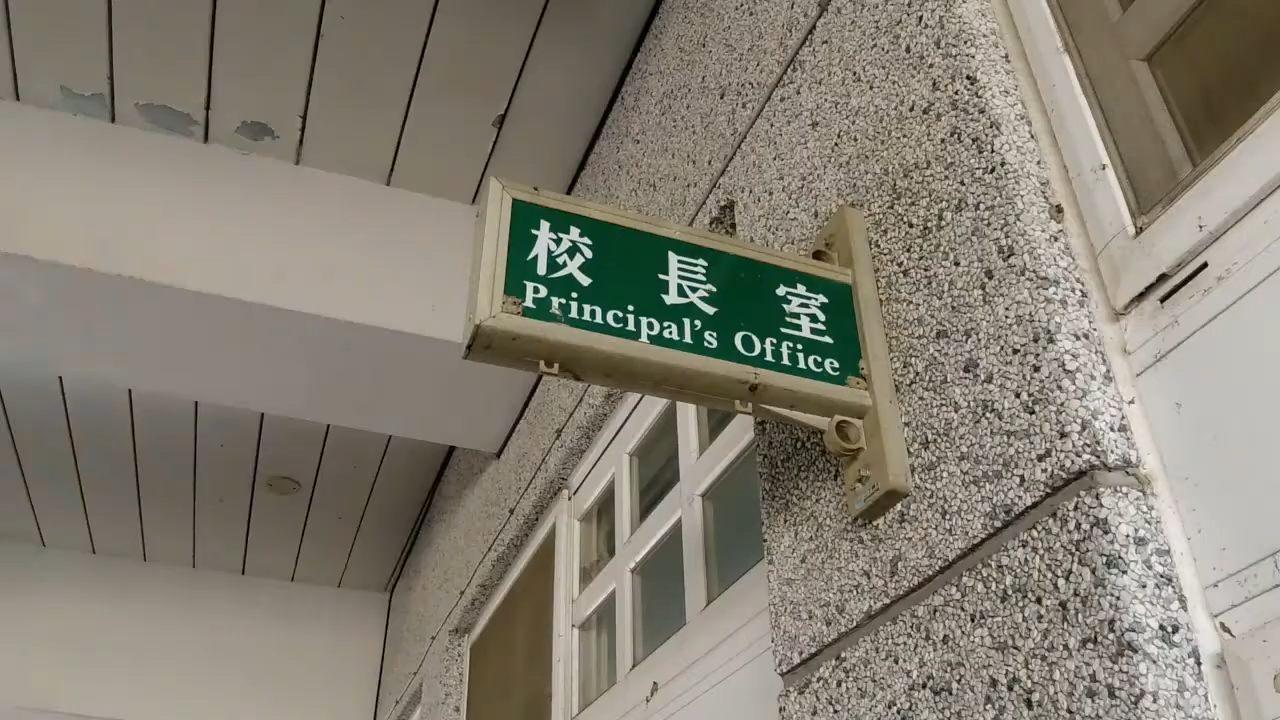 校長室
Principal's Office